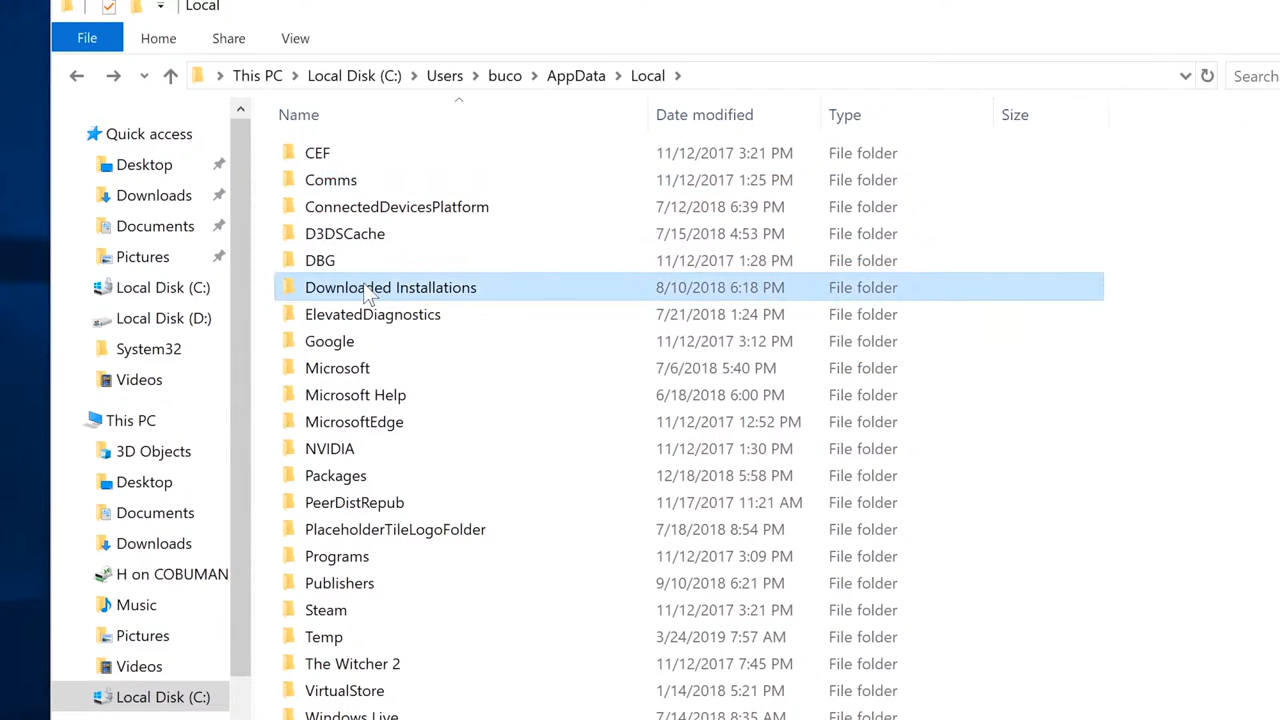 Local
File Home Share View
This PC Local Disk (C:) Users buco AppData Local Search
Name Date modified Type Size
Quick access
Desktop
Downloads
Documents
Pictures
Local Disk (C:)
Local Disk (D:)
System32
Videos
This PC
3D Objects
Desktop
Documents
Downloads
H on COBUMAN
Music
Pictures
Videos
Local Disk (C:)
CEF 11/12/2017 3:21 PM File folder
Comms 11/12/2017 1:25 PM File folder
ConnectedDevicesPlatform 7/12/2018 6:39 PM File folder
D3DSCache 7/15/2018 4:53 PM File folder
DBG 11/12/2017 1:28 PM File folder
Downloaded Installations 8/10/2018 6:18 PM File folder
ElevatedDiagnostics 7/21/2018 1:24 PM File folder
Google 11/12/2017 3:12 PM File folder
Microsoft 7/6/2018 5:40 PM File folder
Microsoft Help 6/18/2018 6:00 PM File folder
MicrosoftEdge 11/12/2017 12:52 PM File folder
NVIDIA 11/12/2017 1:30 PM File folder
Packages 12/18/2018 5:58 PM File folder
PeerDistRepub 11/17/2017 11:21 AM File folder
PlaceholderTileLogoFolder 7/18/2018 8:54 PM File folder
Programs 11/12/2017 3:09 PM File folder
Publishers 9/10/2018 6:21 PM File folder
Steam 11/12/2017 3:21 PM File folder
Temp 3/24/2019 7:57 AM File folder
The Witcher 2 11/12/2017 7:45 PM File folder
VirtualStore 1/14/2018 5:21 PM File folder
Windows Live 7/14/2018 8:35 AM File folder